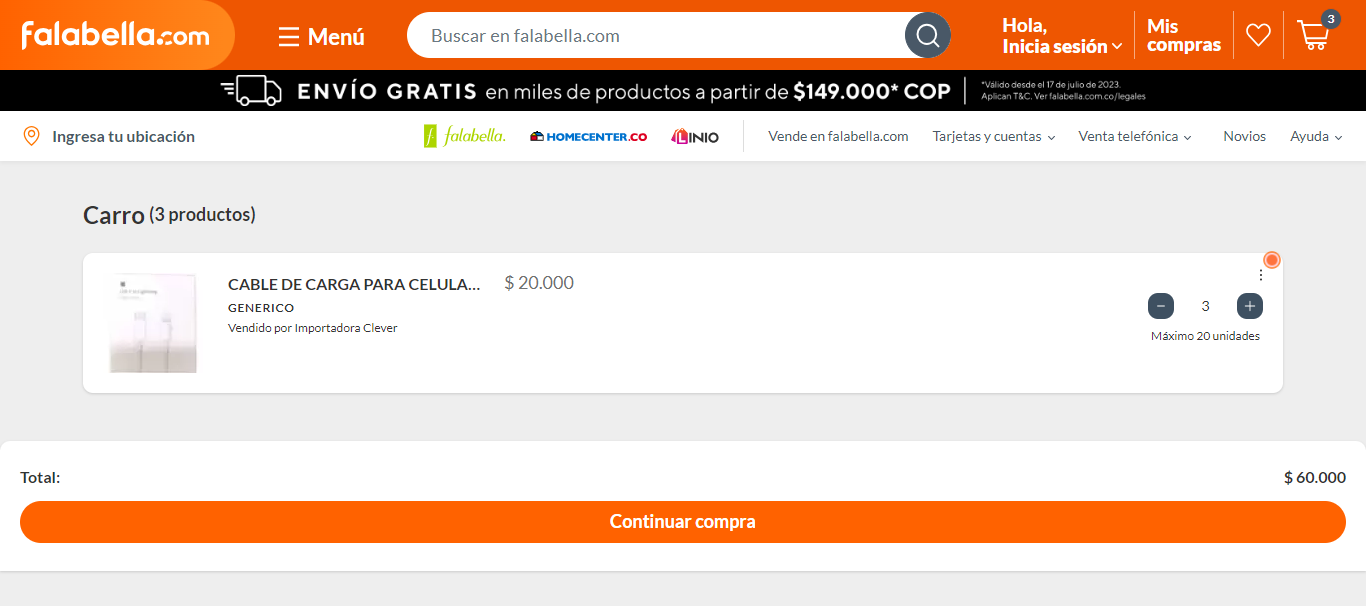 falabella.com
Menú
Buscar en falabella.com
Hola,
Inicia sesión
Mis
compras
3
ENVÍO GRATIS en miles de productos a partir de $149.000* COP
*Válido desde el 17 de julio de 2023.
Aplican T&C. Ver falabella.com.co/legales
Ingresa tu ubicación
f falabella.
HOMECENTER.CO
LINIO
Vende en falabella.com
Tarjetas y cuentas
Venta telefónica
Novios
Ayuda
Carro (3 productos)
CABLE DE CARGA PARA CELULA...
$ 20.000
GENERICO
Vendido por Importadora Clever
3
Máximo 20 unidades
Total:
$ 60.000
Continuar compra